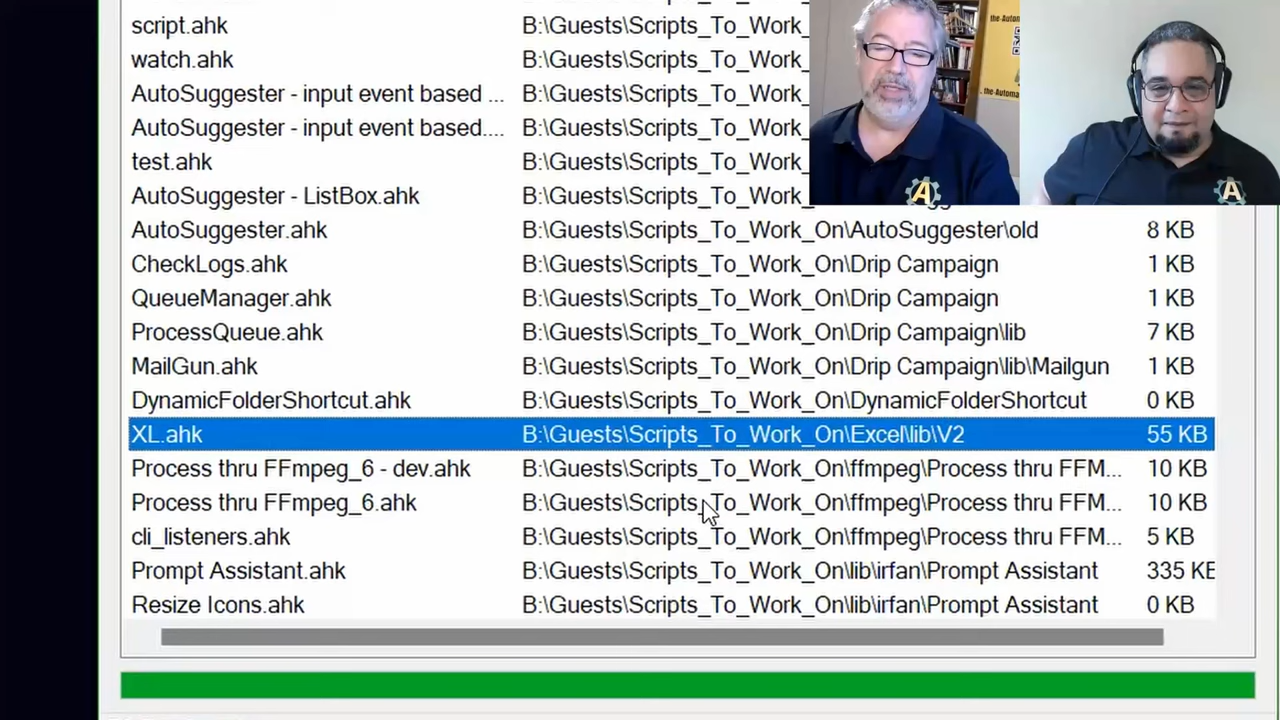 script.ahk B:\Guests\Scripts_To_Work_
watch.ahk B:\Guests\Scripts_To_Work_
AutoSuggester - input event based ... B:\Guests\Scripts_To_Work_
AutoSuggester - input event based.... B:\Guests\Scripts_To_Work_
test.ahk B:\Guests\Scripts_To_Work_
AutoSuggester - ListBox.ahk B:\Guests\Scripts_To_Work_
AutoSuggester.ahk B:\Guests\Scripts_To_Work_On\AutoSuggester\old 8 KB
CheckLogs.ahk B:\Guests\Scripts_To_Work_On\Drip Campaign 1 KB
QueueManager.ahk B:\Guests\Scripts_To_Work_On\Drip Campaign 1 KB
ProcessQueue.ahk B:\Guests\Scripts_To_Work_On\Drip Campaign\lib 7 KB
MailGun.ahk B:\Guests\Scripts_To_Work_On\Drip Campaign\lib\Mailgun 1 KB
DynamicFolderShortcut.ahk B:\Guests\Scripts_To_Work_On\DynamicFolderShortcut 0 KB
XL.ahk B:\Guests\Scripts_To_Work_On\Excel\lib\V2 55 KB
Process thru FFmpeg_6 - dev.ahk B:\Guests\Scripts_To_Work_On\ffmpeg\Process thru FFM... 10 KB
Process thru FFmpeg_6.ahk B:\Guests\Scripts_To_Work_On\ffmpeg\Process thru FFM... 10 KB
cli_listeners.ahk B:\Guests\Scripts_To_Work_On\ffmpeg\Process thru FFM... 5 KB
Prompt Assistant.ahk B:\Guests\Scripts_To_Work_On\lib\irfan\Prompt Assistant 335 KB
Resize Icons.ahk B:\Guests\Scripts_To_Work_On\lib\irfan\Prompt Assistant 0 KB
the-Autom
the-Automa
A
A